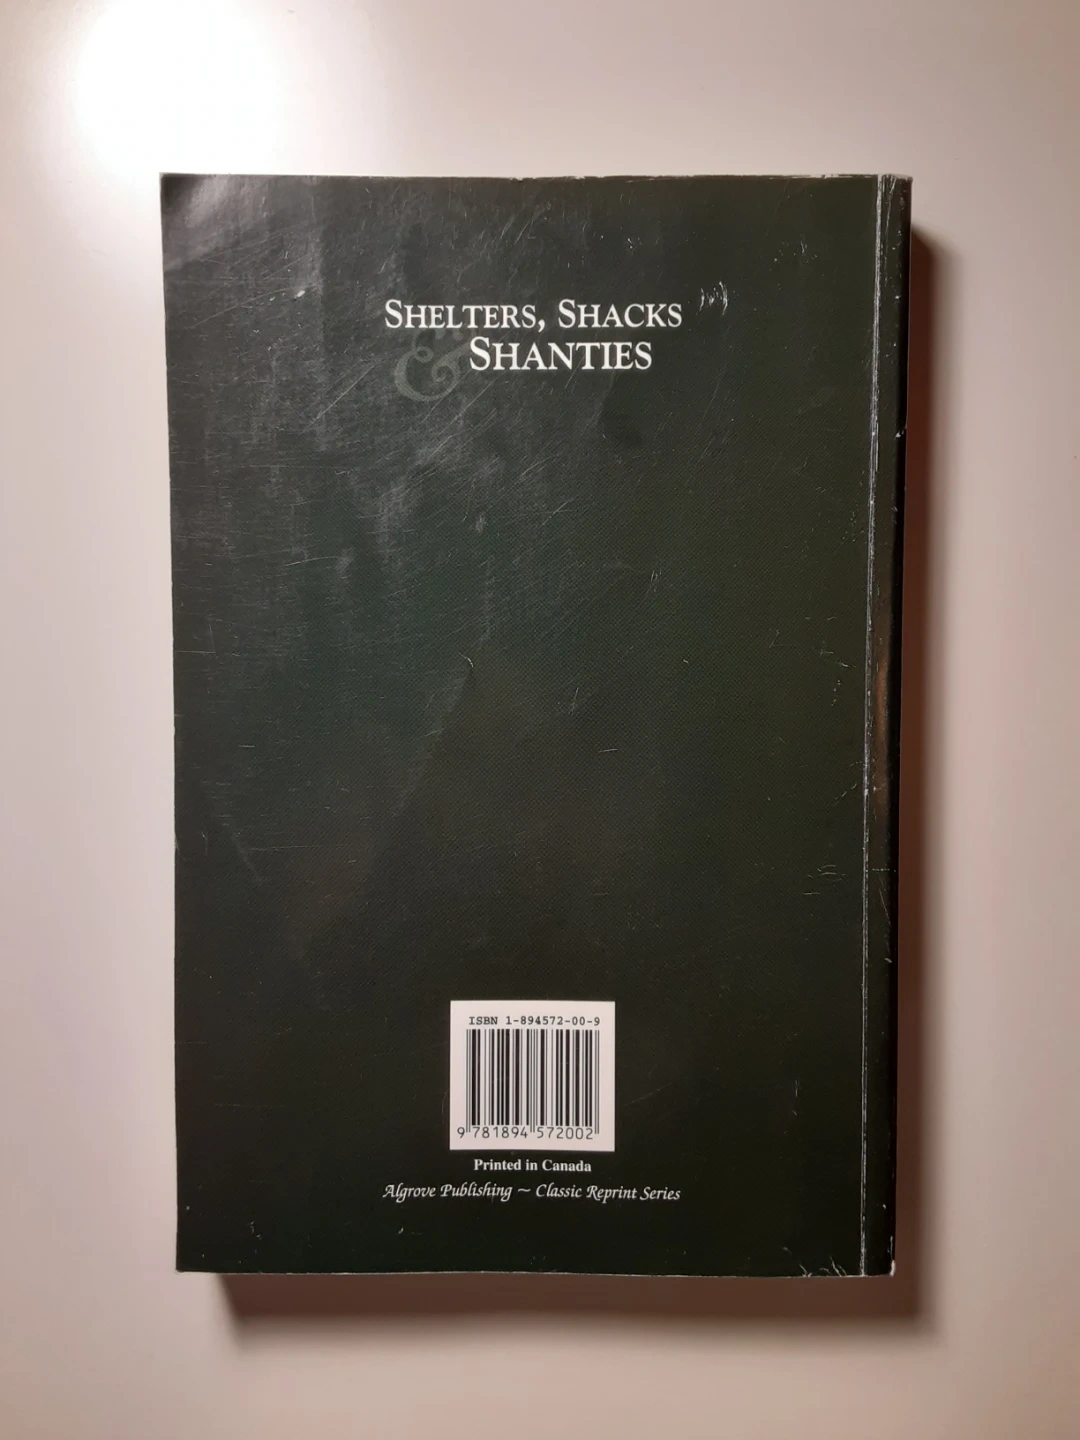 SHELTERS, SHACKS
& SHANTIES
ISBN 1-894572-00-9
9 781894 572002
Printed in Canada
Algrove Publishing ~ Classic Reprint Series